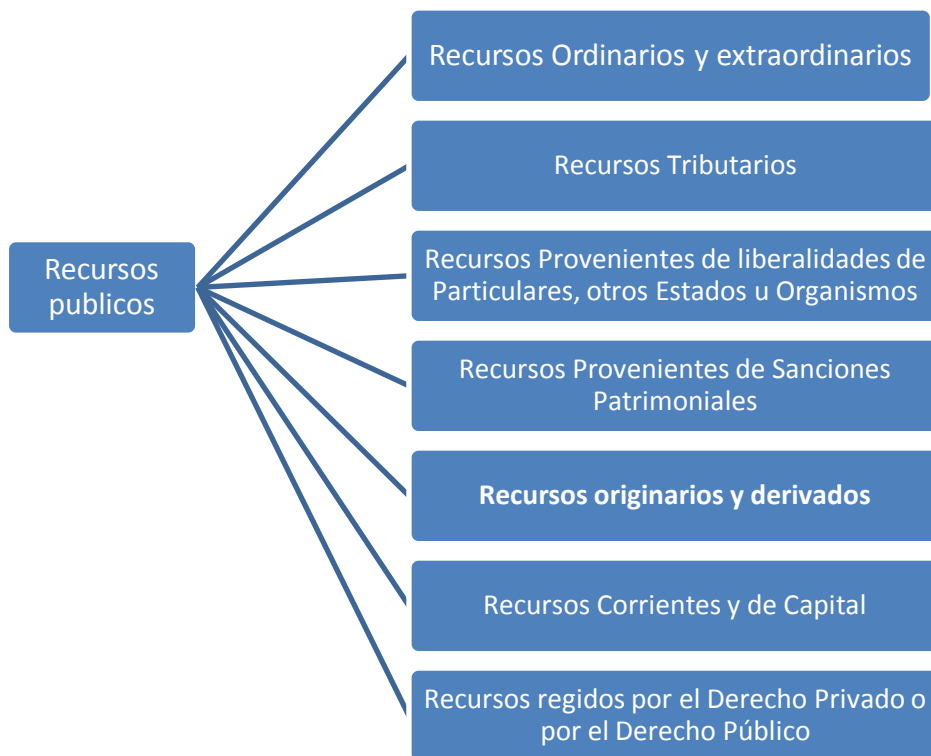 Recursos
publicos
Recursos Ordinarios y extraordinarios
Recursos Tributarios
Recursos Provenientes de liberalidades de
Particulares, otros Estados u Organismos
Recursos Provenientes de Sanciones
Patrimoniales
Recursos originarios y derivados
Recursos Corrientes y de Capital
Recursos regidos por el Derecho Privado o
por el Derecho Público